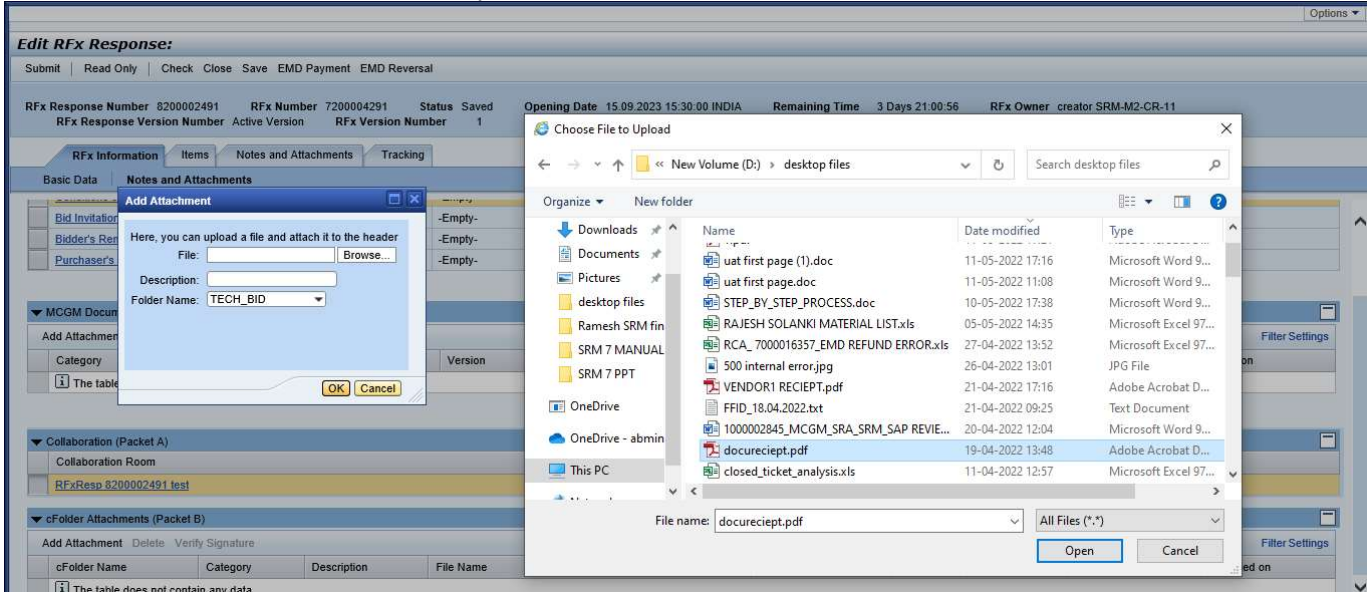 Options
Edit RFx Response:
Submit | Read Only | Check Close Save EMD Payment EMD Reversal
RFx Response Number 8200002491 RFx Number 7200004291 Status Saved Opening Date 15.09.2023 15:30:00 INDIA Remaining Time 3 Days 21:00:56 RFx Owner creator SRM-M2-CR-11
RFx Response Version Number Active Version RFx Version Number 1
RFx Information Items Notes and Attachments Tracking
Basic Data Notes and Attachments
Bid Invitation -Empty-
Bidder's Rem -Empty-
Purchaser's -Empty-
MCGM Docum
Add Attachmen Filter Settings
Category Version on
The table
Add Attachment
Here, you can upload a file and attach it to the header
File: Browse...
Description:
Folder Name: TECH_BID
OK Cancel
Collaboration (Packet A)
Collaboration Room
RFxResp 8200002491 test
cFolder Attachments (Packet B)
Add Attachment Delete Verify Signature Filter Settings
cFolder Name Category Description File Name ed on
The table does not contain any data
Choose File to Upload
« New Volume (D:) › desktop files Search desktop files
Organize New folder
Downloads
Documents
Pictures
desktop files
Ramesh SRM fin
SRM 7 MANUAL
SRM 7 PPT
OneDrive
OneDrive - abmin
This PC
Name Date modified Type
uat first page (1).doc 11-05-2022 17:16 Microsoft Word 9...
uat first page.doc 11-05-2022 11:08 Microsoft Word 9...
STEP_BY_STEP_PROCESS.doc 10-05-2022 17:38 Microsoft Word 9...
RAJESH SOLANKI MATERIAL LIST.xls 05-05-2022 14:35 Microsoft Excel 97...
RCA_ 7000016357_EMD REFUND ERROR.xls 27-04-2022 13:52 Microsoft Excel 97...
500 internal error.jpg 26-04-2022 13:01 JPG File
VENDOR1 RECIEPT.pdf 21-04-2022 17:16 Adobe Acrobat D...
FFID_18.04.2022.txt 21-04-2022 09:25 Text Document
1000002845_MCGM_SRA_SRM_SAP REVIE... 20-04-2022 12:04 Microsoft Word 9...
docureciept.pdf 19-04-2022 13:48 Adobe Acrobat D...
closed_ticket_analysis.xls 11-04-2022 12:57 Microsoft Excel 97...
File name: docureciept.pdf All Files (*.*)
Open Cancel